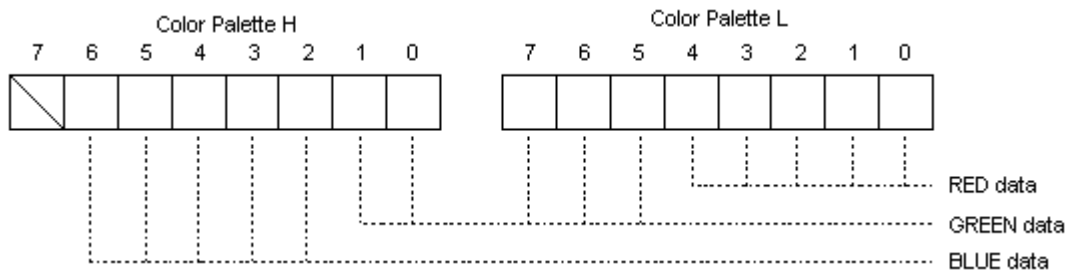 Color Palette H
Color Palette L
7 6 5 4 3 2 1 0
7 6 5 4 3 2 1 0
RED data
GREEN data
BLUE data